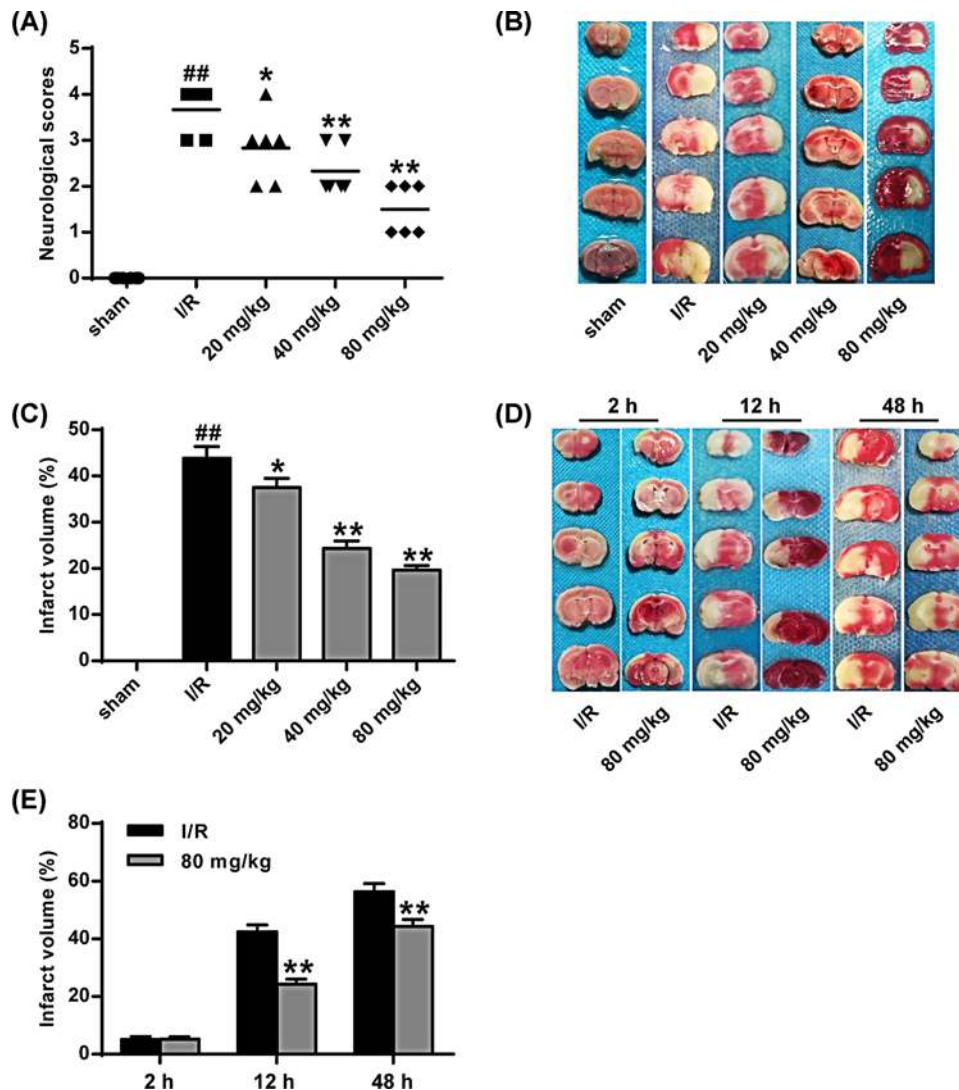 (A)
Neurological scores
5
4
3
2
1
0
##
*
**
**
sham
I/R
20 mg/kg
40 mg/kg
80 mg/kg
(B)
sham
I/R
20 mg/kg
40 mg/kg
80 mg/kg
(C)
Infarct volume (%)
50
40
30
20
10
0
##
*
**
**
sham
I/R
20 mg/kg
40 mg/kg
80 mg/kg
(D)
2 h 12 h 48 h
I/R
80 mg/kg
I/R
80 mg/kg
I/R
80 mg/kg
(E)
Infarct volume (%)
80
60
40
20
0
I/R
80 mg/kg
**
**
2 h 12 h 48 h